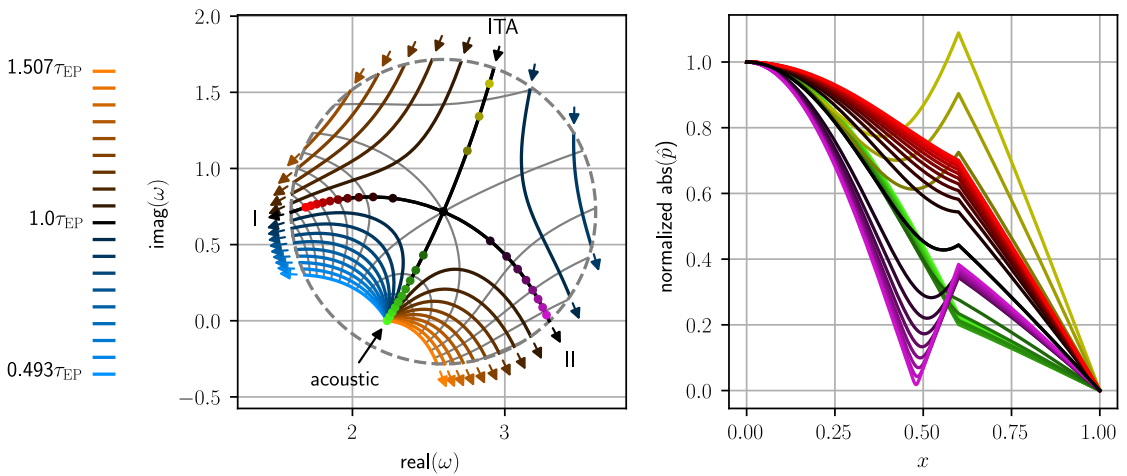 1.507τEP
1.0τEP
0.493τEP
2.0
1.5
1.0
0.5
0.0
−0.5
imag(ω)
2
3
real(ω)
ITA
I
II
acoustic
1.0
0.8
0.6
0.4
0.2
0.0
normalized abs(p̂)
0.00
0.25
0.50
0.75
1.00
x